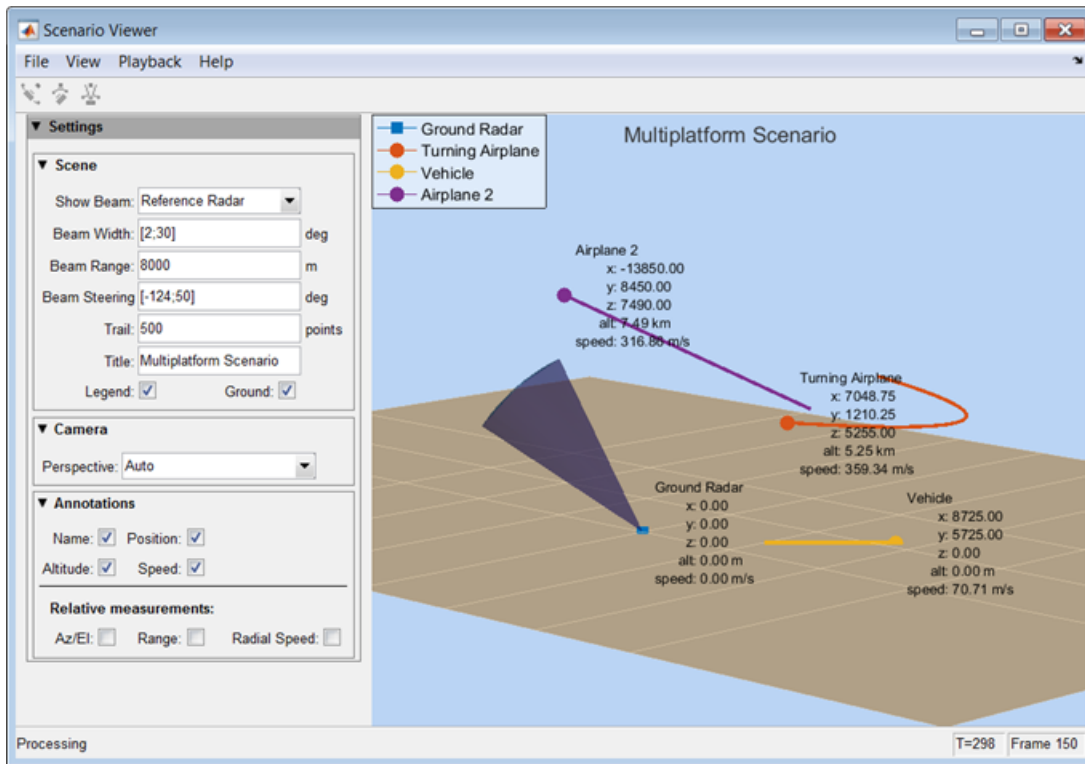 Scenario Viewer
File View Playback Help
Settings
Scene
Show Beam: Reference Radar
Beam Width: [2;30] deg
Beam Range: 8000 m
Beam Steering [-124;50] deg
Trail: 500 points
Title: Multiplatform Scenario
Legend: Ground:
Camera
Perspective: Auto
Annotations
Name: Position:
Altitude: Speed:
Relative measurements:
Az/El: Range: Radial Speed:
Ground Radar
Turning Airplane
Vehicle
Airplane 2
Multiplatform Scenario
Airplane 2
x: -13850.00
y: 8450.00
z: 7490.00
alt: 7.49 km
speed: 316.86 m/s
Turning Airplane
x: 7048.75
y: 1210.25
z: 5255.00
alt: 5.25 km
speed: 359.34 m/s
Ground Radar
x: 0.00
y: 0.00
z: 0.00
alt: 0.00 m
speed: 0.00 m/s
Vehicle
x: 8725.00
y: 5725.00
z: 0.00
alt: 0.00 m
speed: 70.71 m/s
Processing
T=298 Frame 150